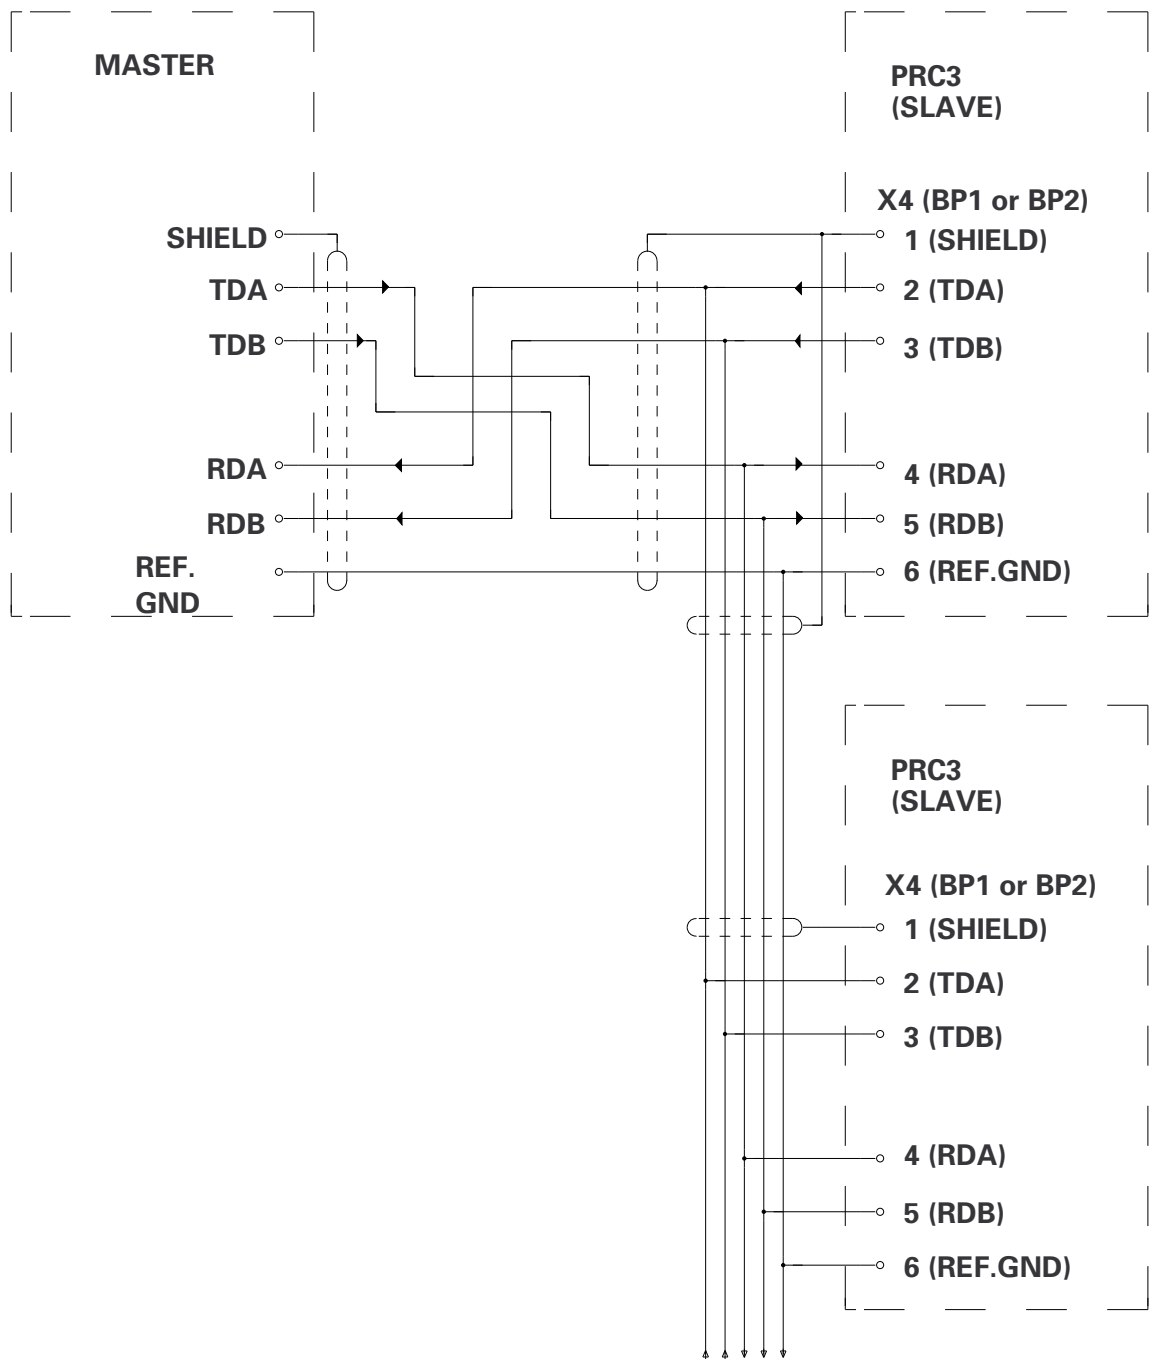 MASTER
SHIELD
TDA
TDB
RDA
RDB
REF.
GND
PRC3
(SLAVE)
X4 (BP1 or BP2)
1 (SHIELD)
2 (TDA)
3 (TDB)
4 (RDA)
5 (RDB)
6 (REF.GND)
PRC3
(SLAVE)
X4 (BP1 or BP2)
1 (SHIELD)
2 (TDA)
3 (TDB)
4 (RDA)
5 (RDB)
6 (REF.GND)